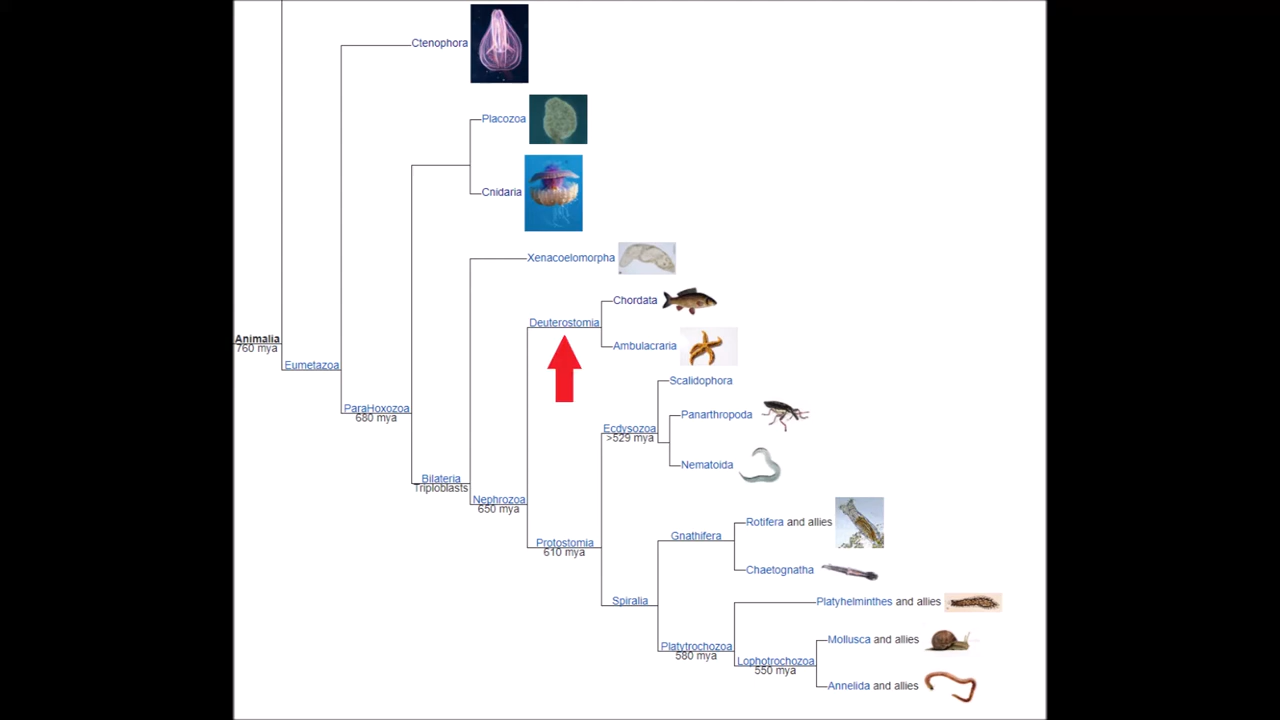 Ctenophora
Placozoa
Cnidaria
Xenacoelomorpha
Chordata
Deuterostomia
Animalia
760 mya
Ambulacraria
Eumetazoa
Scalidophora
ParaHoxozoa
680 mya
Panarthropoda
Ecdysozoa
>529 mya
Nematoida
Bilateria
Triploblasts
Nephrozoa
650 mya
Rotifera and allies
Gnathifera
Protostomia
610 mya
Chaetognatha
Spiralia
Platyhelminthes and allies
Mollusca and allies
Platytrochozoa
580 mya
Lophotrochozoa
550 mya
Annelida and allies